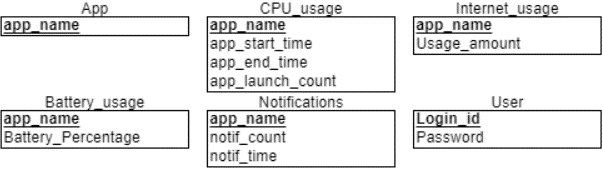 App
app_name
CPU_usage
app_name
app_start_time
app_end_time
app_launch_count
Internet_usage
app_name
Usage_amount
Battery_usage
app_name
Battery_Percentage
Notifications
app_name
notif_count
notif_time
User
Login_id
Password